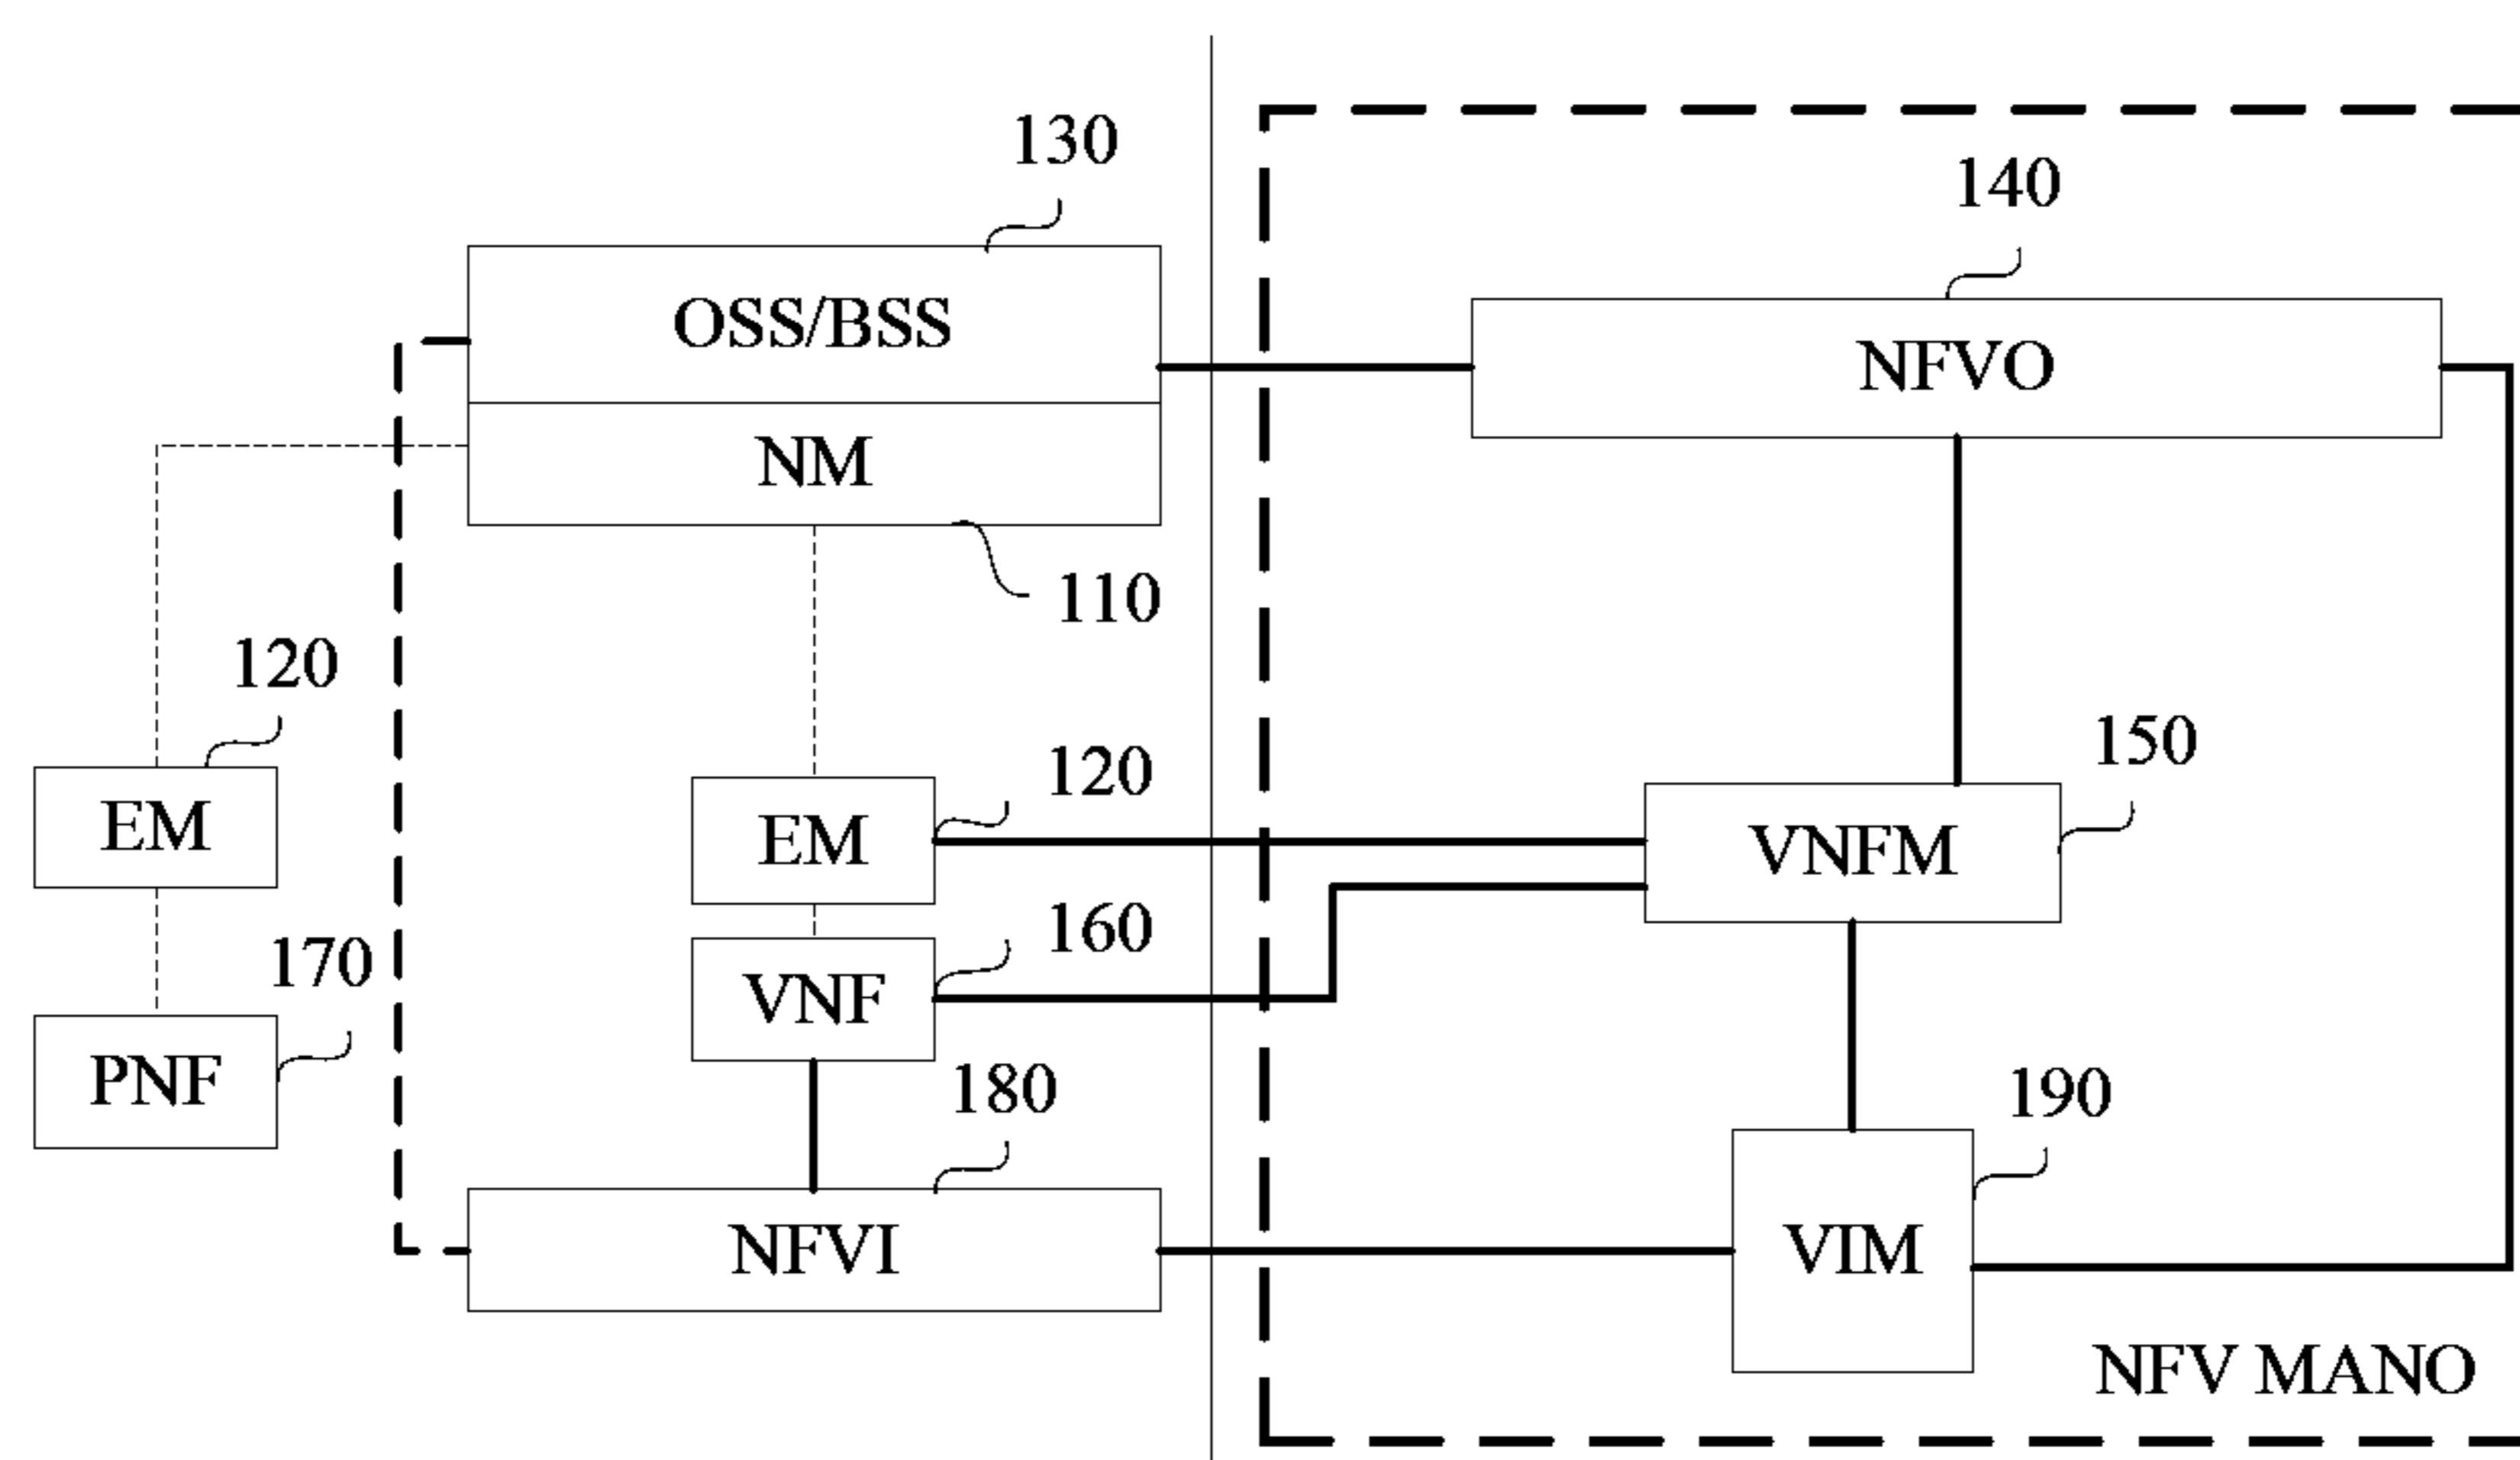 130
140
OSS/BSS
NFVO
NM
110
120
120
150
EM
EM
VNFM
160
170
VNF
PNF
180
190
NFVI
VIM
NFV MANO